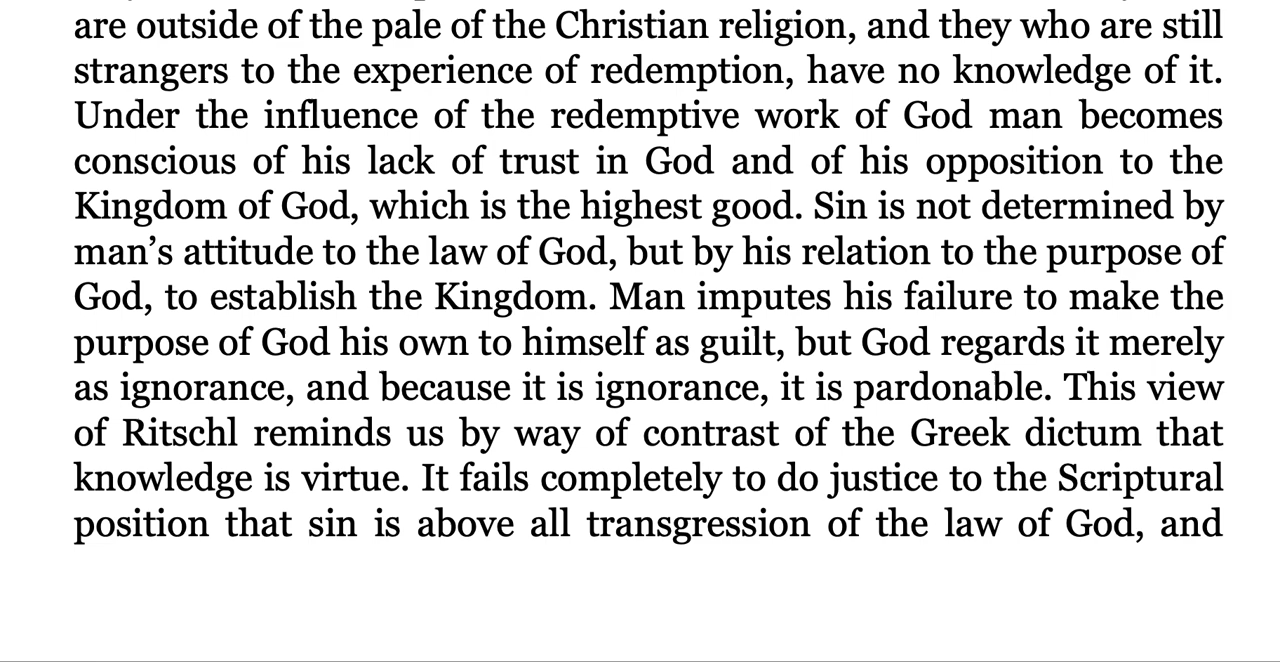 are outside of the pale of the Christian religion, and they who are still
strangers to the experience of redemption, have no knowledge of it.
Under the influence of the redemptive work of God man becomes
conscious of his lack of trust in God and of his opposition to the
Kingdom of God, which is the highest good. Sin is not determined by
man’s attitude to the law of God, but by his relation to the purpose of
God, to establish the Kingdom. Man imputes his failure to make the
purpose of God his own to himself as guilt, but God regards it merely
as ignorance, and because it is ignorance, it is pardonable. This view
of Ritschl reminds us by way of contrast of the Greek dictum that
knowledge is virtue. It fails completely to do justice to the Scriptural
position that sin is above all transgression of the law of God, and